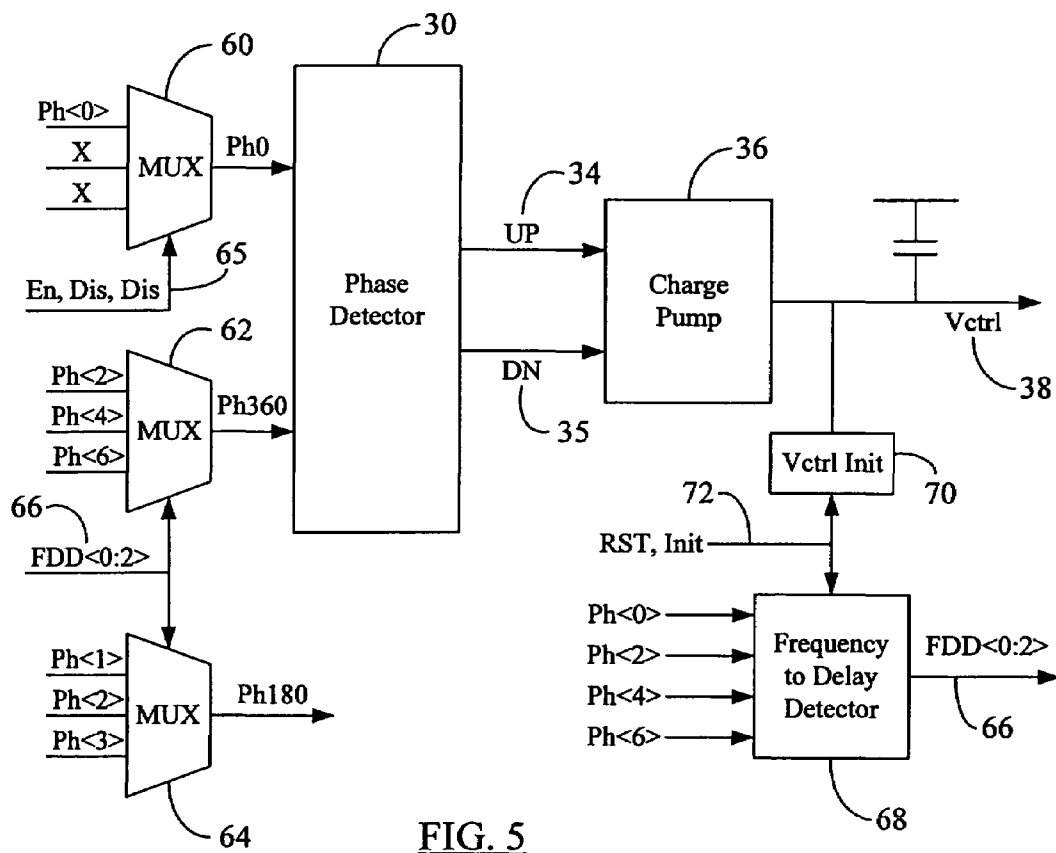 60
30
Ph<0>
X
X
MUX
Ph0
65
En, Dis, Dis
Phase
Detector
34
UP
DN
35
36
Charge
Pump
Vctrl
38
62
Ph<2>
Ph<4>
Ph<6>
MUX
Ph360
66
FDD<0:2>
Ph<1>
Ph<2>
Ph<3>
MUX
Ph180
64
Vctrl Init
70
72
RST, Init
Ph<0>
Ph<2>
Ph<4>
Ph<6>
Frequency
to Delay
Detector
FDD<0:2>
66
68
FIG. 5